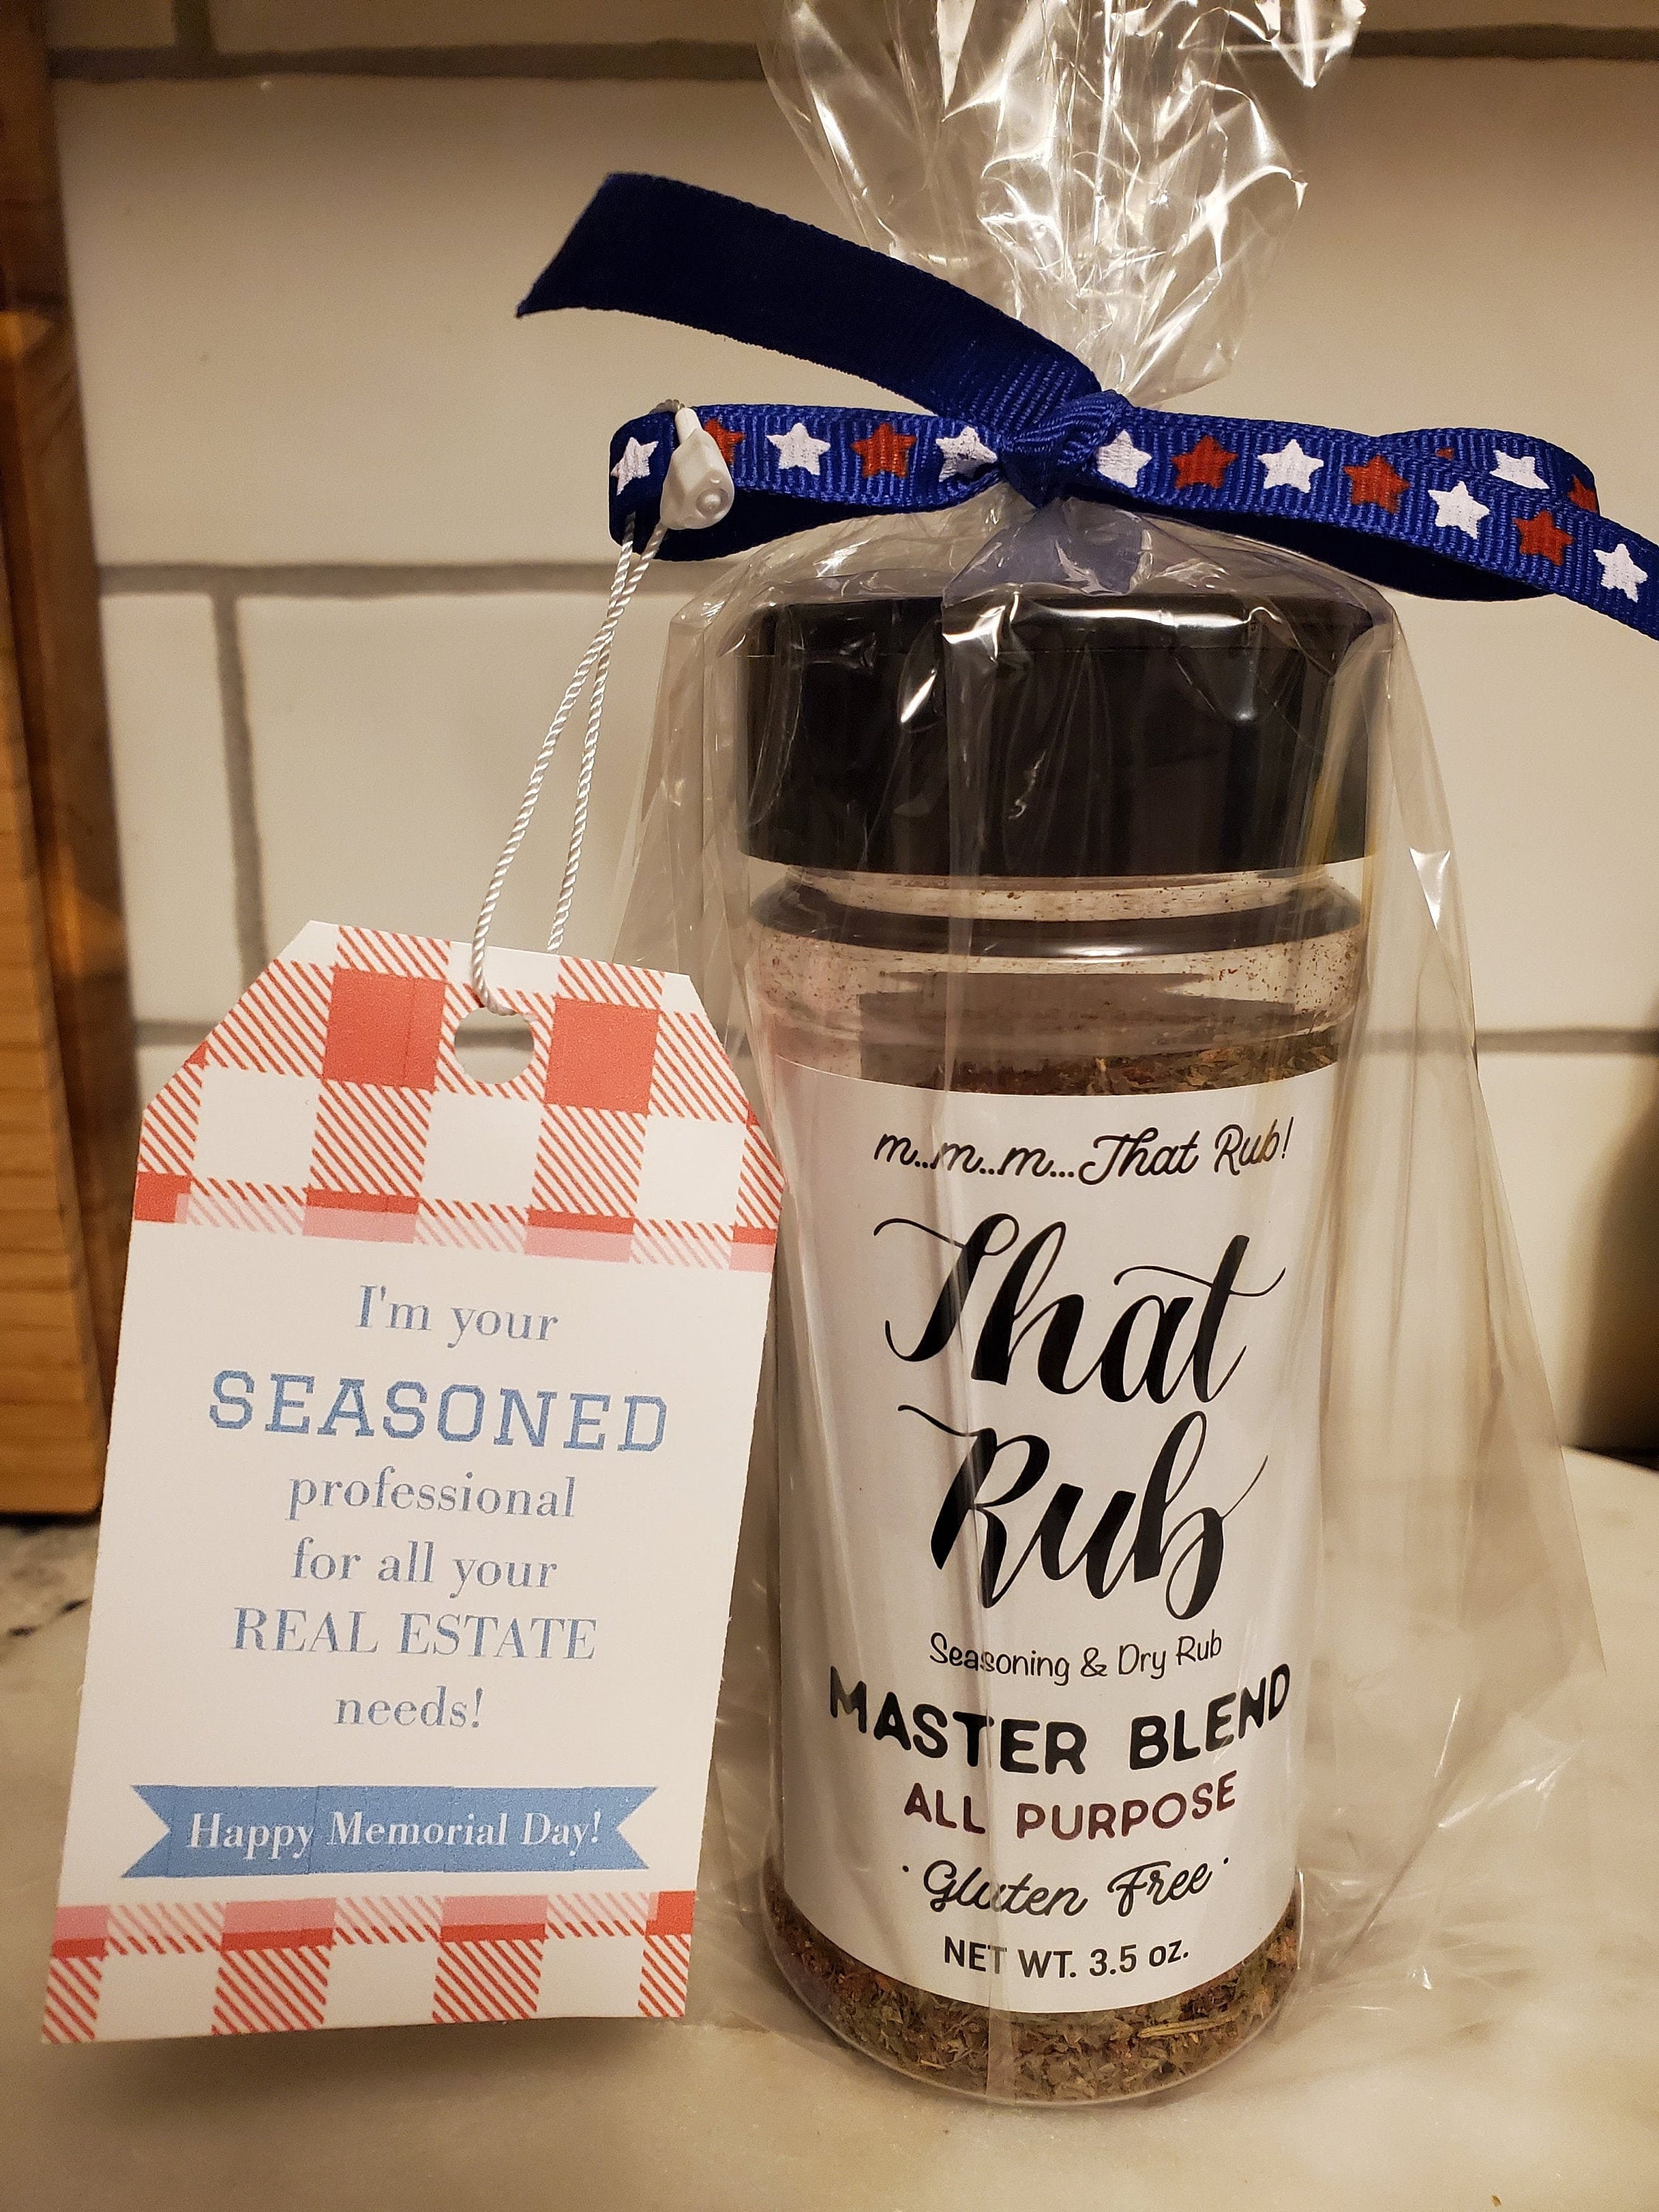 I'm your
SEASONED
professional
for all your
REAL ESTATE
needs!
Happy Memorial Day!
m...m...m...That Rub!
That
Rub
Seasoning & Dry Rub
MASTER BLEND
ALL PURPOSE
· Gluten Free ·
NET WT. 3.5 oz.